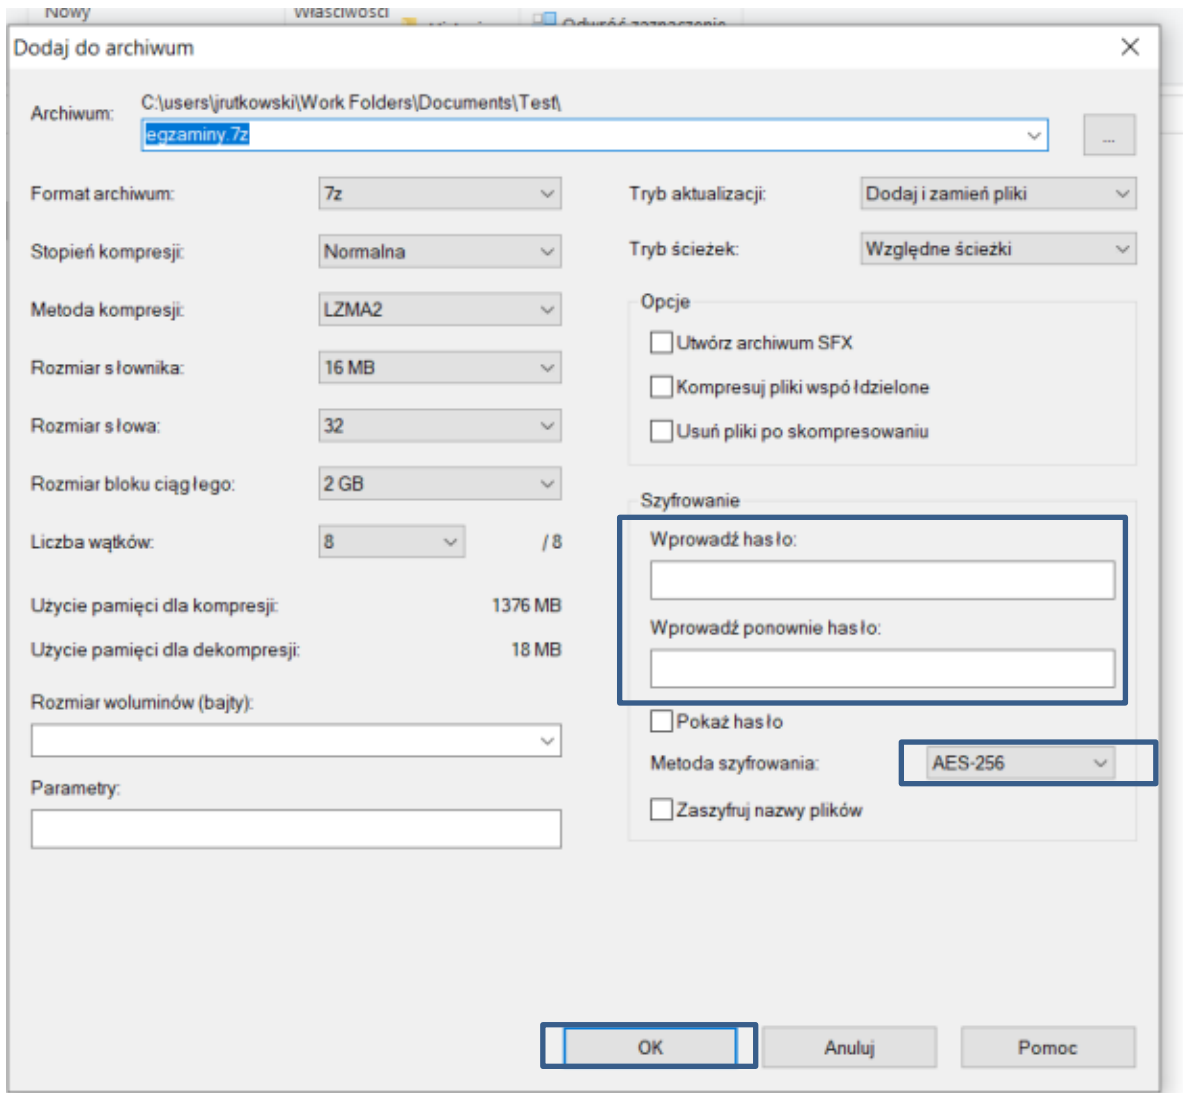 Nowy
Właściwości
Odwróć zaznaczenie
Dodaj do archiwum
Archiwum:
C:\users\jrutkowski\Work Folders\Documents\Test\
egzaminy.7z
...
Format archiwum: 7z
Stopień kompresji: Normalna
Metoda kompresji: LZMA2
Rozmiar słownika: 16 MB
Rozmiar słowa: 32
Rozmiar bloku ciągłego: 2 GB
Liczba wątków: 8 / 8
Użycie pamięci dla kompresji: 1376 MB
Użycie pamięci dla dekompresji: 18 MB
Rozmiar woluminów (bajty):
Parametry:
Tryb aktualizacji: Dodaj i zamień pliki
Tryb ścieżek: Względne ścieżki
Opcje
Utwórz archiwum SFX
Kompresuj pliki współdzielone
Usuń pliki po skompresowaniu
Szyfrowanie
Wprowadź hasło:
Wprowadź ponownie hasło:
Pokaż hasło
Metoda szyfrowania: AES-256
Zaszyfruj nazwy plików
OK
Anuluj
Pomoc